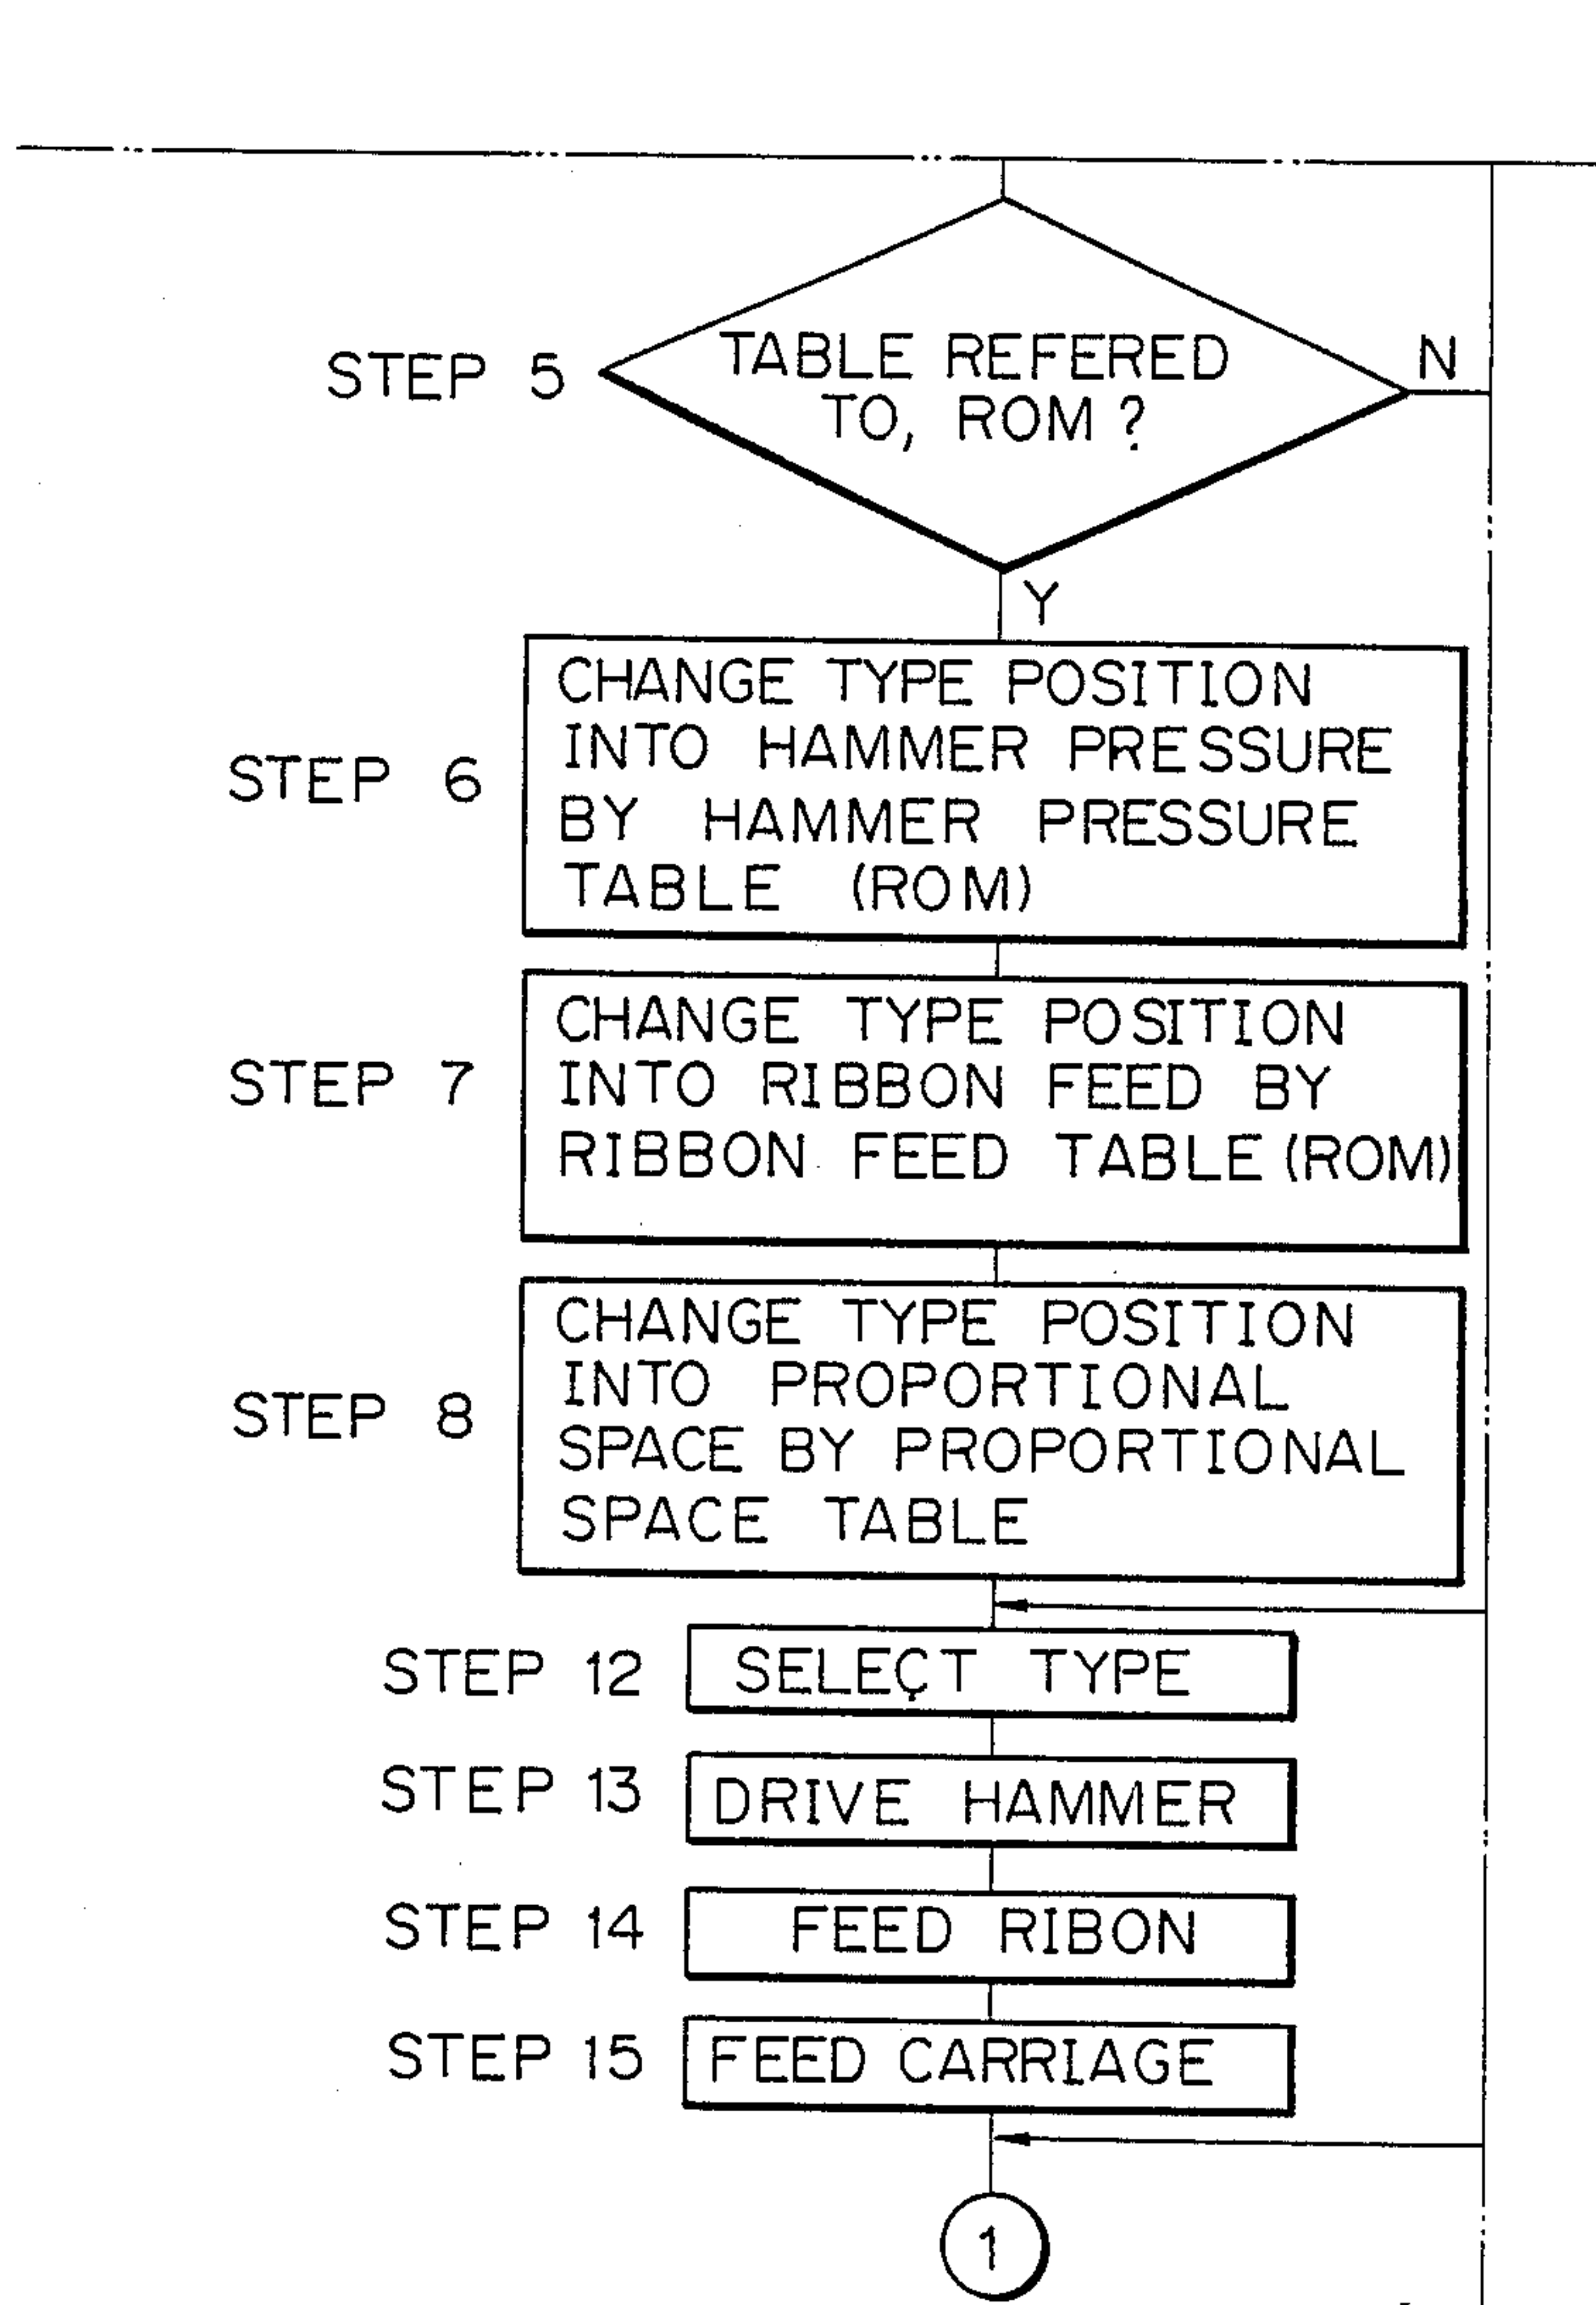 STEP 5
TABLE REFERED
TO, ROM ?
N
Y
STEP 6
CHANGE TYPE POSITION
INTO HAMMER PRESSURE
BY HAMMER PRESSURE
TABLE (ROM)
STEP 7
CHANGE TYPE POSITION
INTO RIBBON FEED BY
RIBBON FEED TABLE (ROM)
STEP 8
CHANGE TYPE POSITION
INTO PROPORTIONAL
SPACE BY PROPORTIONAL
SPACE TABLE
STEP 12
SELECT TYPE
STEP 13
DRIVE HAMMER
STEP 14
FEED RIBON
STEP 15
FEED CARRIAGE
1